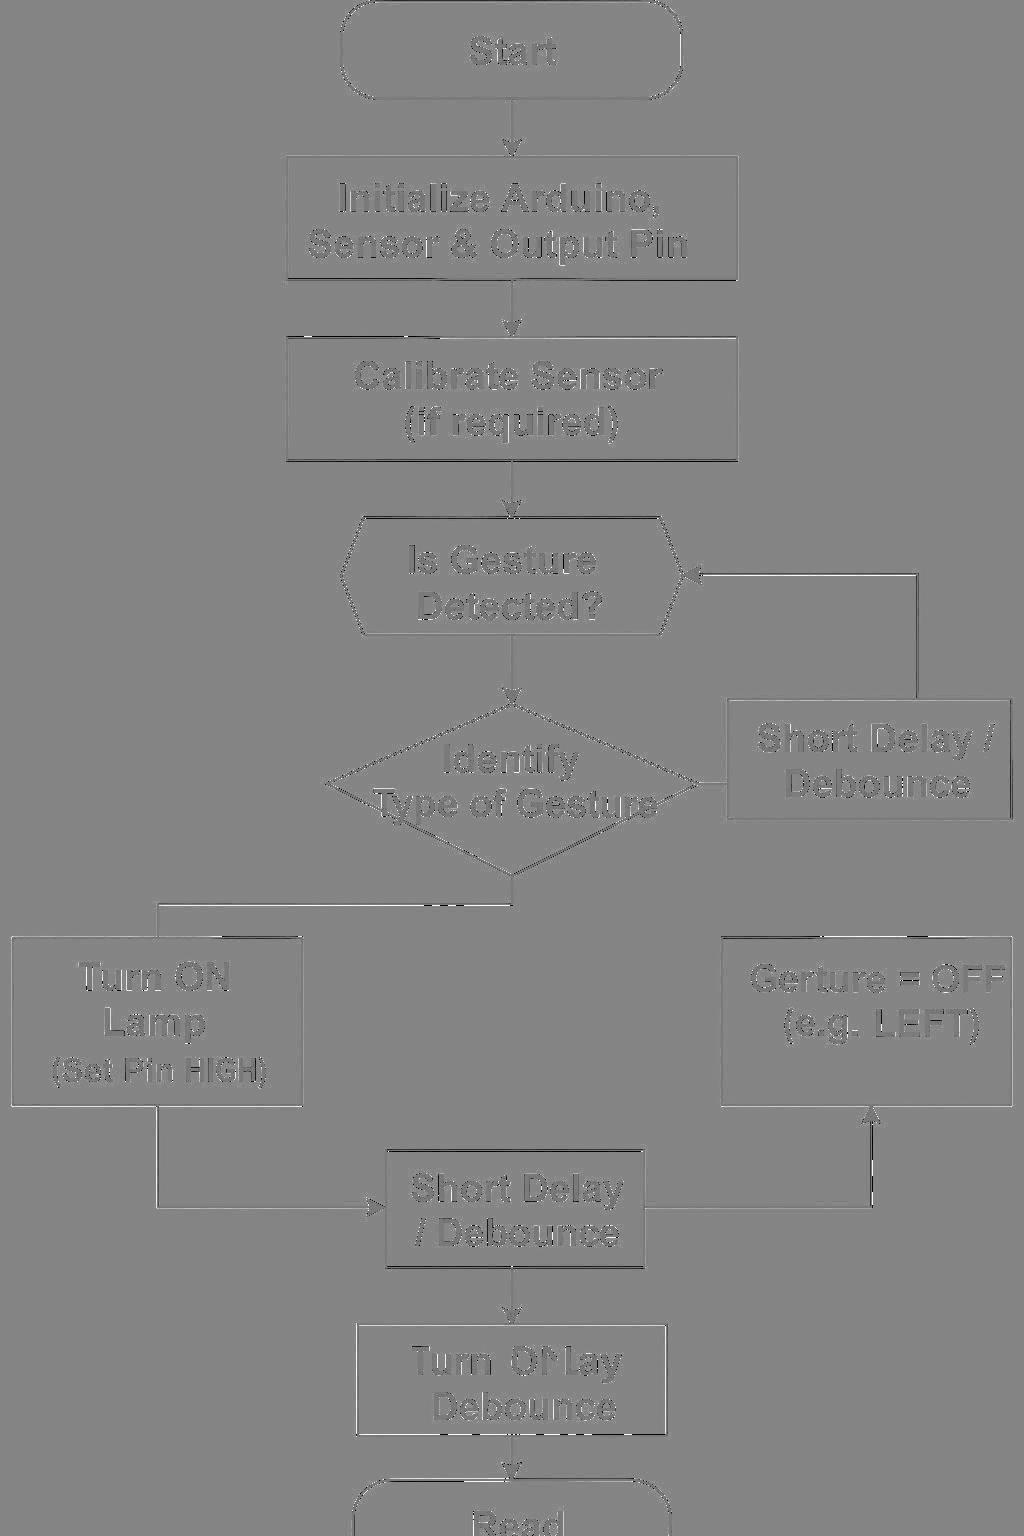 Start
Initialize Arduino,
Sensor & Output Pin
Calibrate Sensor
(if required)
Is Gesture
Detected?
Identify
Type of Gesture
Short Delay /
Debounce
Turn ON
Lamp
(Set Pin HIGH)
Gerture = OFF
(e.g. LEFT)
Short Delay
/ Debounce
Turn
Debounce
Read